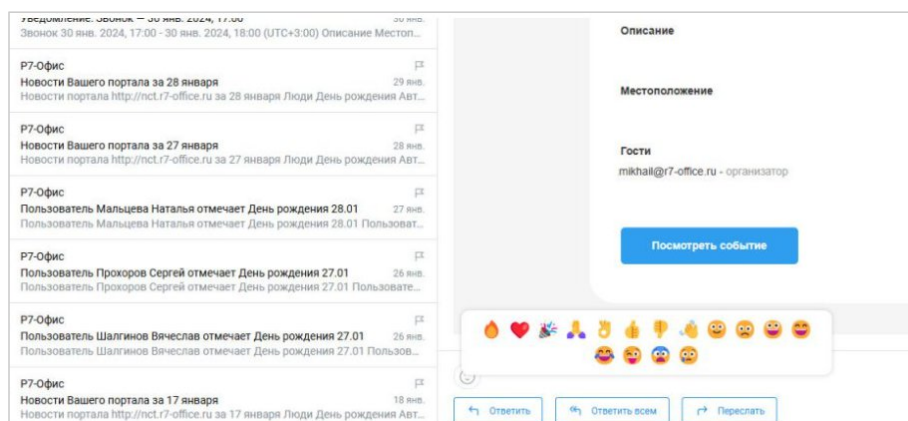 Уведомление: Звонок — 30 янв. 2024, 17:00
30 янв.
Звонок 30 янв. 2024, 17:00 - 30 янв. 2024, 18:00 (UTC+3:00) Описание Местоп...
Р7-Офис
Новости Вашего портала за 28 января
29 янв.
Новости портала http://nct.r7-office.ru за 28 января Люди День рождения Авт...
Р7-Офис
Новости Вашего портала за 27 января
28 янв.
Новости портала http://nct.r7-office.ru за 27 января Люди День рождения Авт...
Р7-Офис
Пользователь Мальцева Наталья отмечает День рождения 28.01
27 янв.
Пользователь Мальцева Наталья отмечает День рождения 28.01 Пользоват...
Р7-Офис
Пользователь Прохоров Сергей отмечает День рождения 27.01
26 янв.
Пользователь Прохоров Сергей отмечает День рождения 27.01 Пользовате...
Р7-Офис
Пользователь Шалгинов Вячеслав отмечает День рождения 27.01
26 янв.
Пользователь Шалгинов Вячеслав отмечает День рождения 27.01 Пользов...
Р7-Офис
Новости Вашего портала за 17 января
18 янв.
Новости портала http://nct.r7-office.ru за 17 января Люди День рождения Авт...
Описание
Местоположение
Гости
mikhail@r7-office.ru - организатор
Посмотреть событие
Ответить
Ответить всем
Переслать